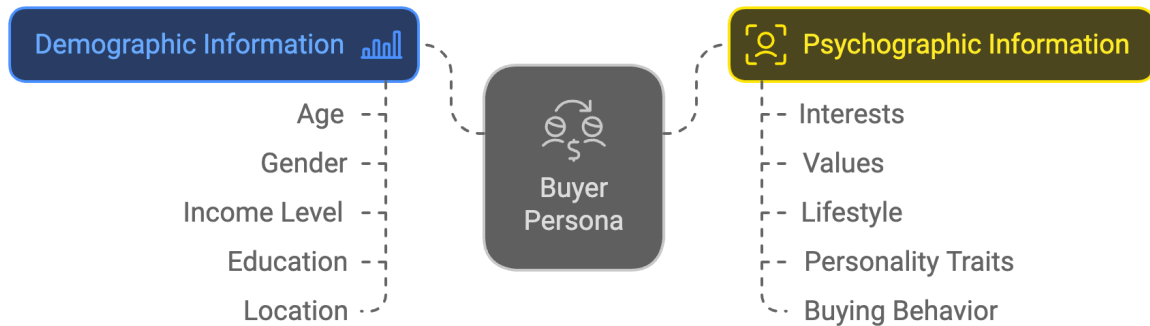 Demographic Information
Age
Gender
Income Level
Education
Location
$
Buyer
Persona
Psychographic Information
Interests
Values
Lifestyle
Personality Traits
Buying Behavior